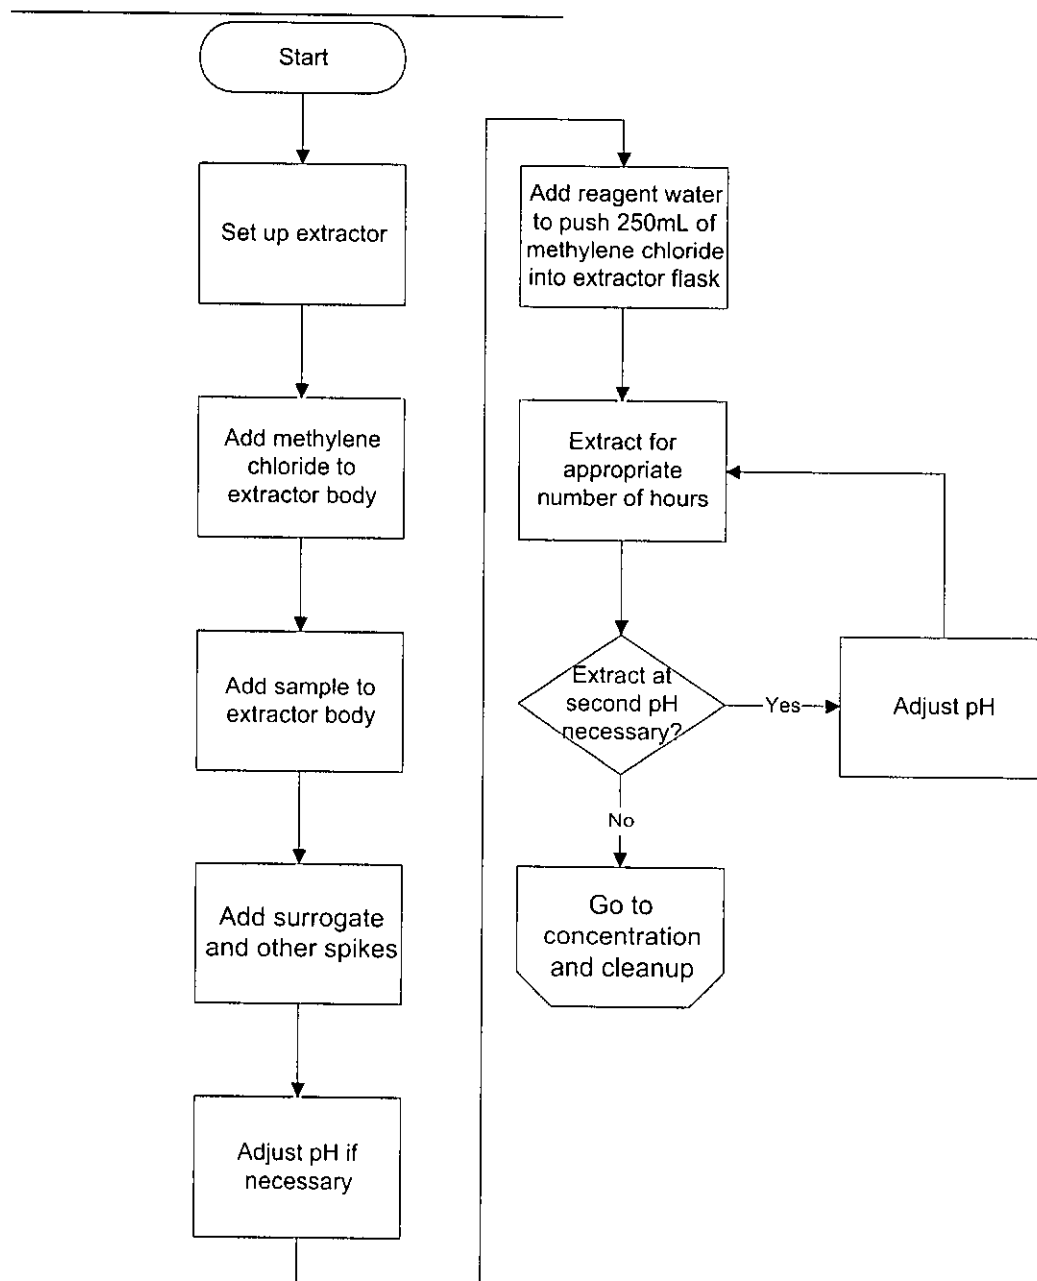 Start
Set up extractor
Add methylene
chloride to
extractor body
Add sample to
extractor body
Add surrogate
and other spikes
Adjust pH if
necessary
Add reagent water
to push 250mL of
methylene chloride
into extractor flask
Extract for
appropriate
number of hours
Extract at
second pH
necessary?
Yes
Adjust pH
No
Go to
concentration
and cleanup